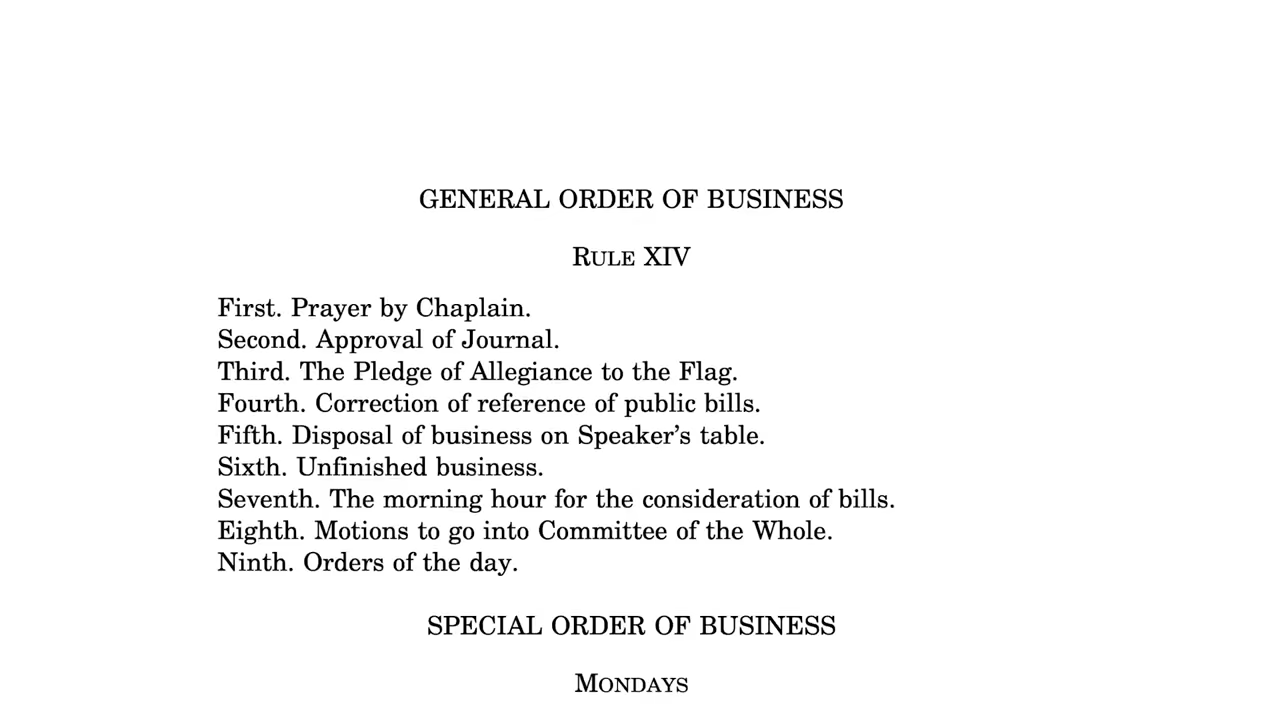 GENERAL ORDER OF BUSINESS
RULE XIV
First. Prayer by Chaplain.
Second. Approval of Journal.
Third. The Pledge of Allegiance to the Flag.
Fourth. Correction of reference of public bills.
Fifth. Disposal of business on Speaker’s table.
Sixth. Unfinished business.
Seventh. The morning hour for the consideration of bills.
Eighth. Motions to go into Committee of the Whole.
Ninth. Orders of the day.
SPECIAL ORDER OF BUSINESS
MONDAYS